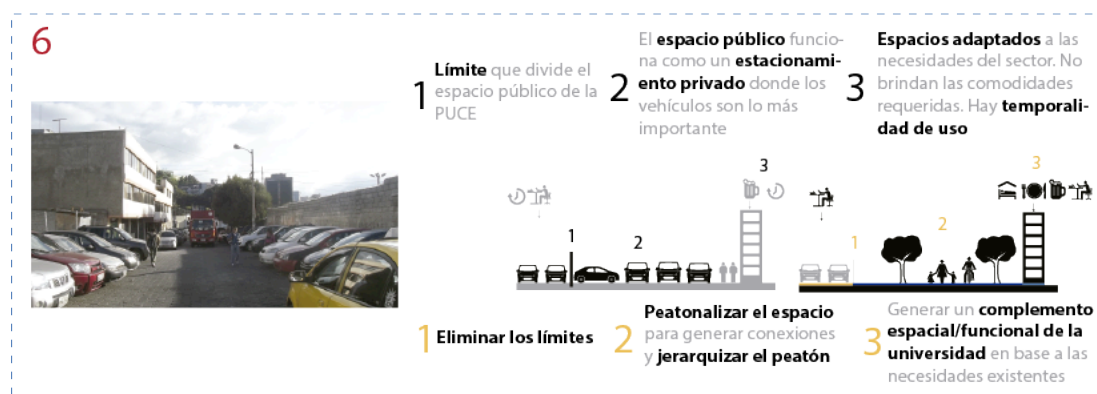 6
1
Límite que divide el
espacio público de la
PUCE
2
El espacio público funcio-
na como un estacionami-
ento privado donde los
vehículos son lo más
importante
3
Espacios adaptados a las
necesidades del sector. No
brindan las comodidades
requeridas. Hay temporali-
dad de uso
3
1
2
3
1
2
1
Eliminar los límites
2
Peatonalizar el espacio
para generar conexiones
y jerarquizar el peatón
3
Generar un complemento
espacial/funcional de la
universidad en base a las
necesidades existentes